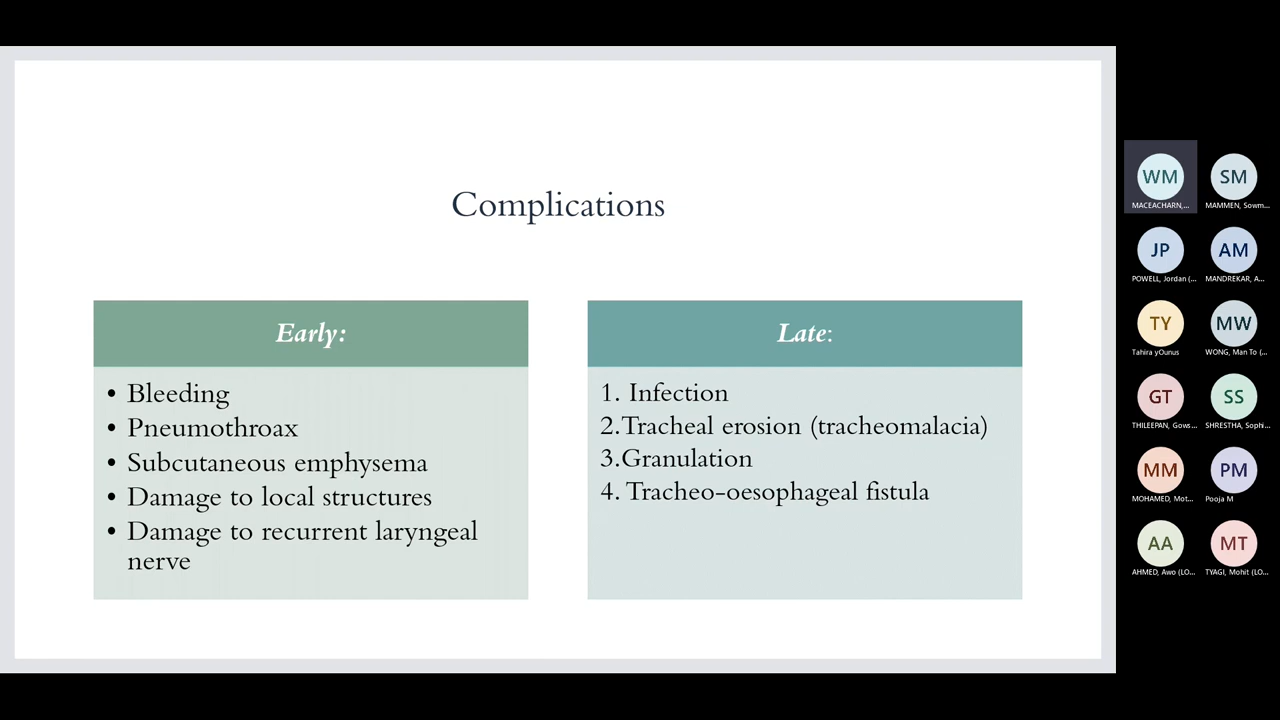 Complications
Early:
• Bleeding
• Pneumothroax
• Subcutaneous emphysema
• Damage to local structures
• Damage to recurrent laryngeal
nerve
Late:
1. Infection
2.Tracheal erosion (tracheomalacia)
3.Granulation
4. Tracheo-oesophageal fistula
WM
MACEACHARN,...
SM
MAMMEN, Sowm...
JP
POWELL, Jordan (...
AM
MANDREKAR, A...
TY
Tahira yOunus
MW
WONG, Man To (...
GT
THILEEPAN, Gows...
SS
SHRESTHA, Sophi...
MM
MOHAMED, Mot...
PM
Pooja M
AA
AHMED, Awo (LO...
MT
TYAGI, Mohit (LO...